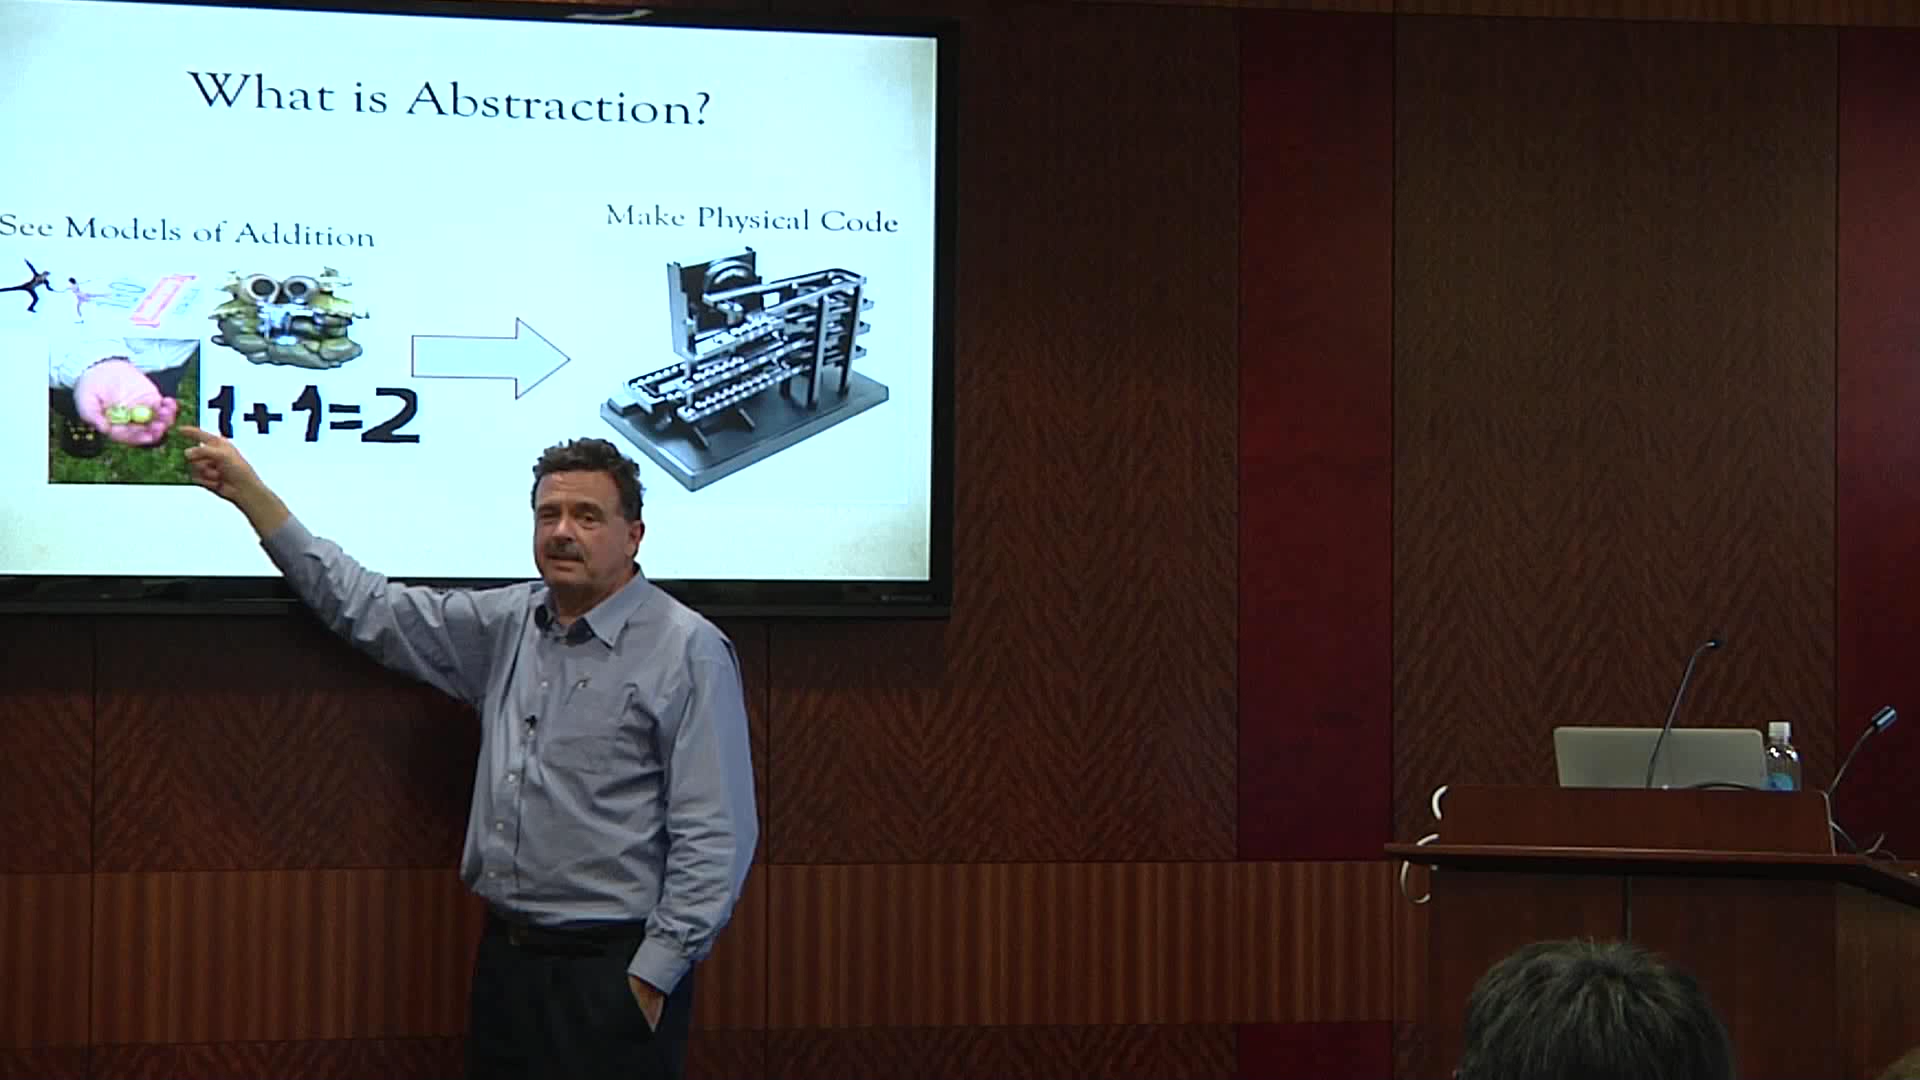 What is Abstraction?
See Models of Addition
Make Physical Code
1+1=2